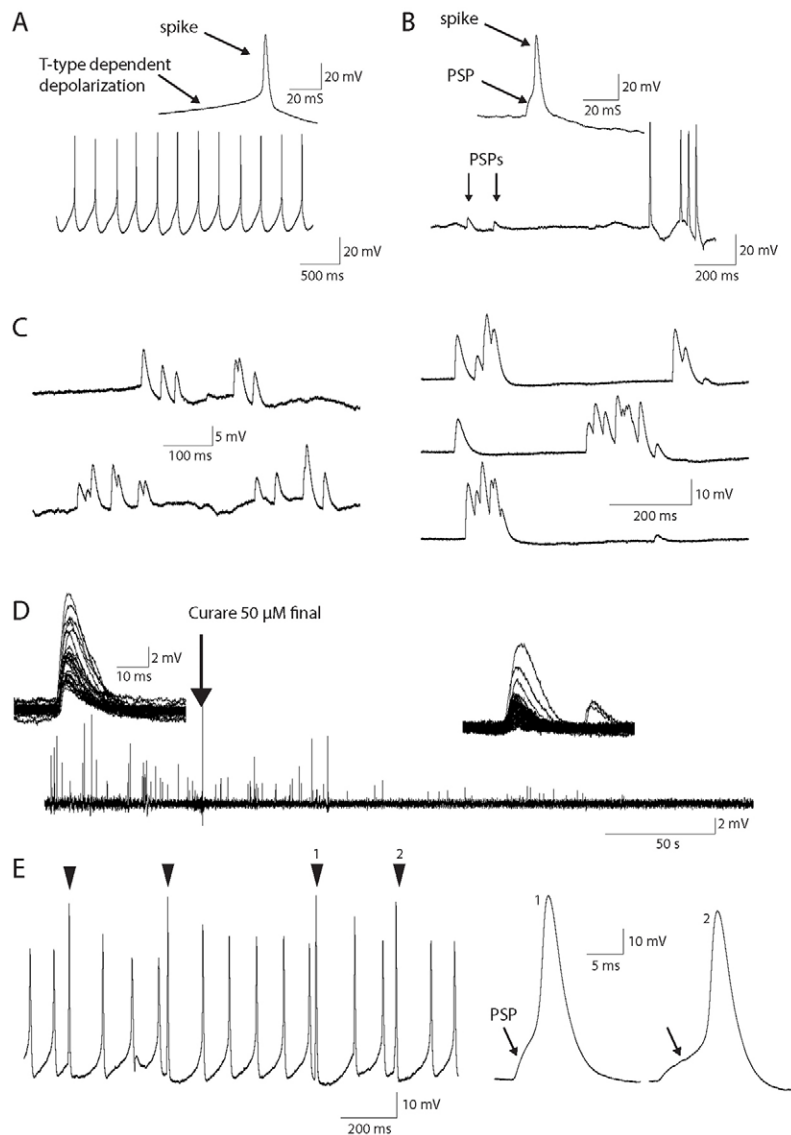 A
spike
T-type dependent
depolarization
20 mV
20 mS
20 mV
500 ms
B
spike
PSP
20 mV
20 mS
PSPs
20 mV
200 ms
C
5 mV
100 ms
10 mV
200 ms
D
Curare 50 µM final
2 mV
10 ms
2 mV
50 s
E
1
2
10 mV
200 ms
1
2
10 mV
5 ms
PSP